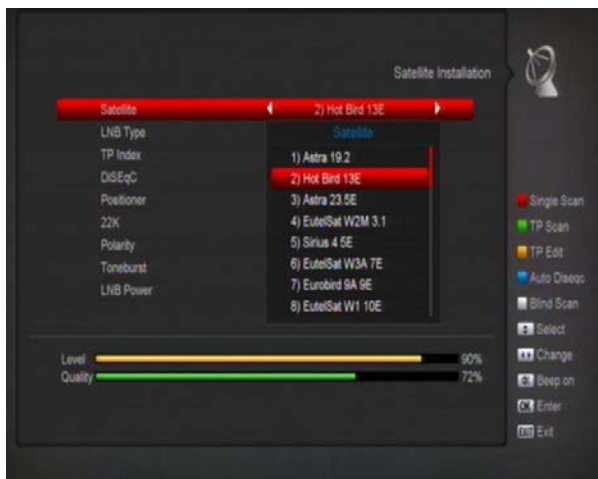 Satellite Installation
Satellite 2) Hot Bird 13E
LNB Type
TP Index
DiSEqC
Positioner
22K
Polarity
Toneburst
LNB Power
Satellite
1) Astra 19.2
2) Hot Bird 13E
3) Astra 23.5E
4) EutelSat W2M 3.1
5) Sirius 4 5E
6) EutelSat W3A 7E
7) Eurobird 9A 9E
8) EutelSat W1 10E
Level 90%
Quality 72%
Single Scan
TP Scan
TP Edit
Auto Diseqc
Blind Scan
Select
Change
Beep on
OK Enter
EXIT Exit